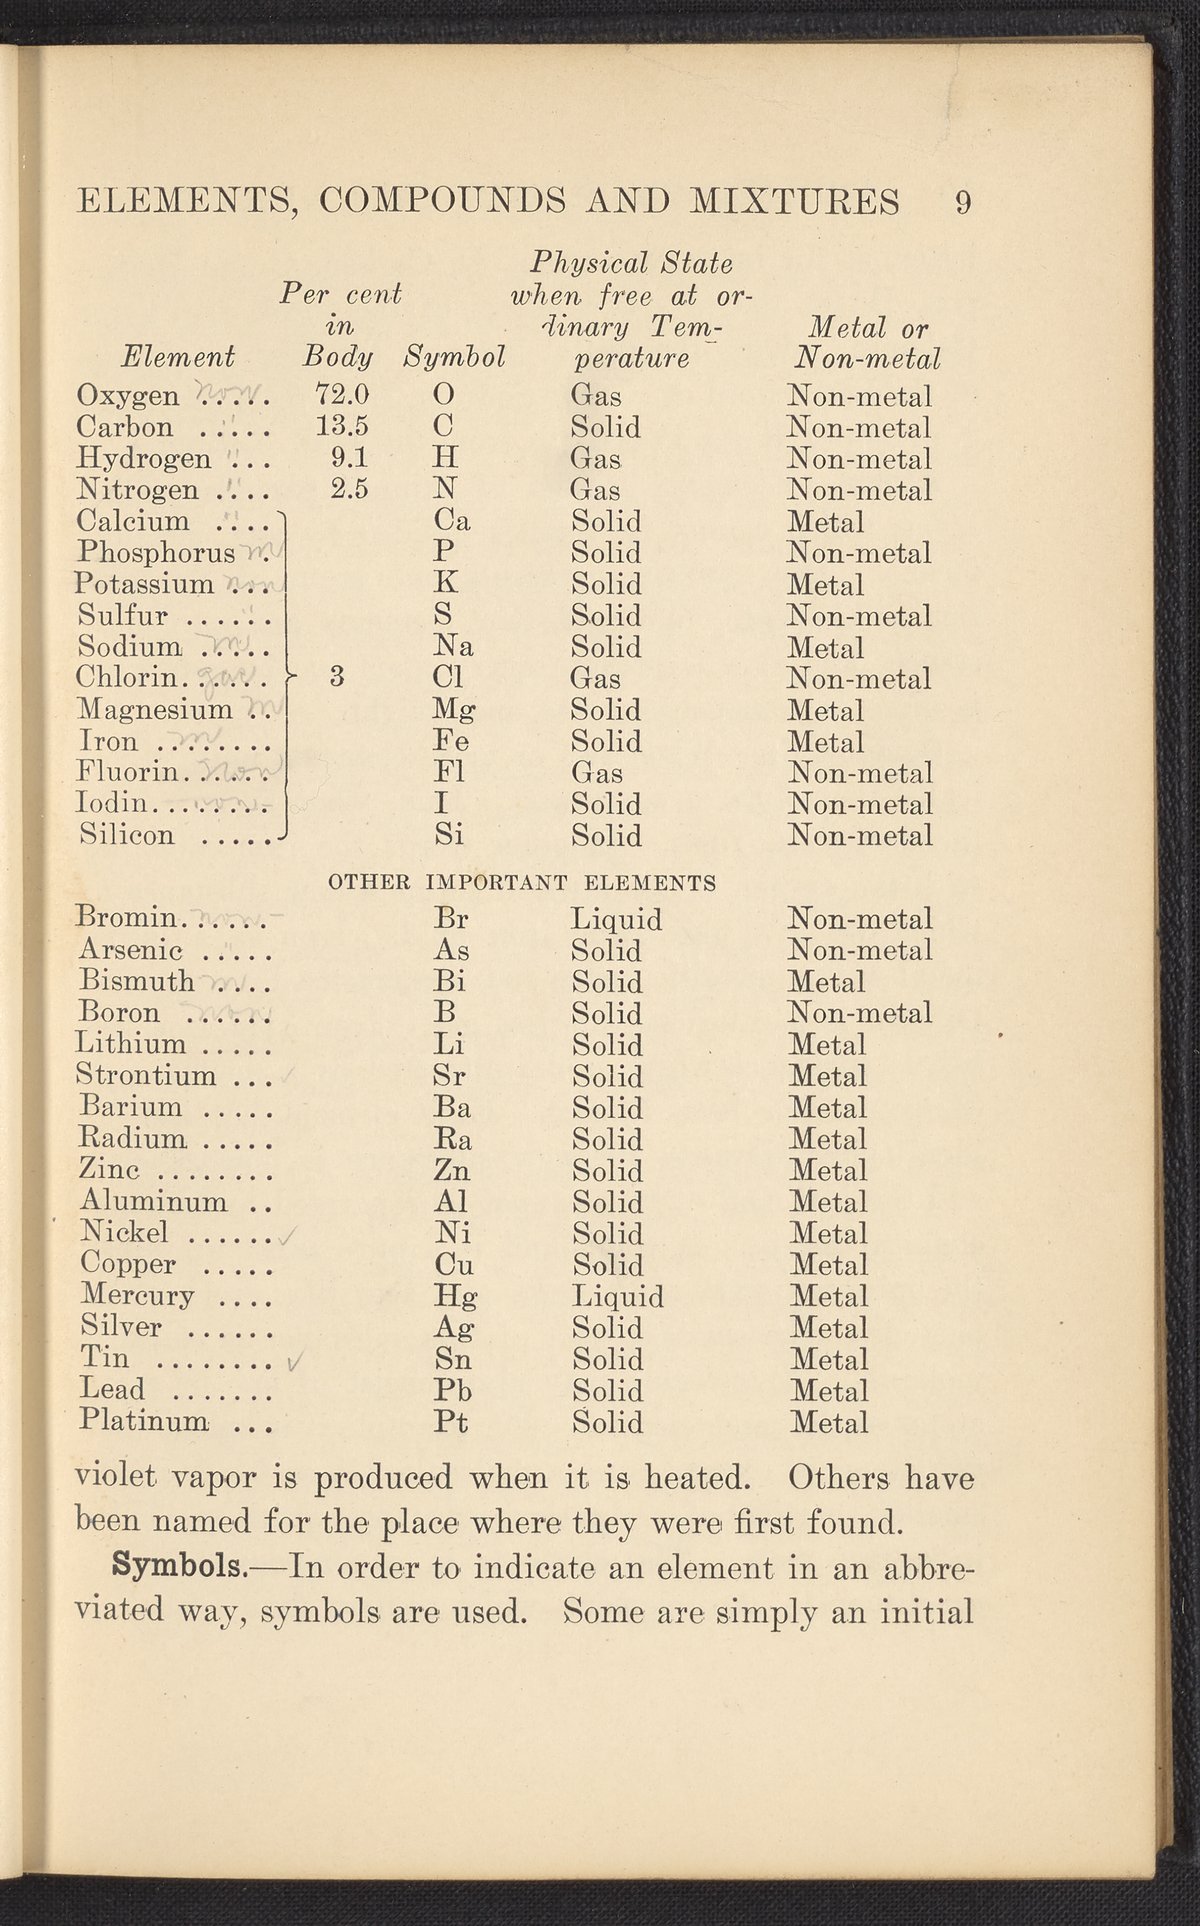 ELEMENTS, COMPOUNDS AND MIXTURES 9
Physical State
Per cent when free at or-
in dinary Tem- Metal or
Element Body Symbol perature Non-metal
Oxygen non ..... 72.0 O Gas Non-metal
Carbon " ..... 13.5 C Solid Non-metal
Hydrogen " ... 9.1 H Gas Non-metal
Nitrogen " .... 2.5 N Gas Non-metal
Calcium " .... Ca Solid Metal
Phosphorus m . P Solid Non-metal
Potassium non ... K Solid Metal
Sulfur " ...... S Solid Non-metal
Sodium m ..... Na Solid Metal
Chlorin gas ...... 3 Cl Gas Non-metal
Magnesium m .. Mg Solid Metal
Iron m ........ Fe Solid Metal
Fluorin non ...... Fl Gas Non-metal
Iodin non- ........ I Solid Non-metal
Silicon ..... Si Solid Non-metal
OTHER IMPORTANT ELEMENTS
Bromin non- ...... Br Liquid Non-metal
Arsenic " ..... As Solid Non-metal
Bismuth m .... Bi Solid Metal
Boron non ...... B Solid Non-metal
Lithium ..... Li Solid Metal
Strontium ... ✓ Sr Solid Metal
Barium ..... Ba Solid Metal
Radium ..... Ra Solid Metal
Zinc ........ Zn Solid Metal
Aluminum .. Al Solid Metal
Nickel ...... ✓ Ni Solid Metal
Copper ..... Cu Solid Metal
Mercury .... Hg Liquid Metal
Silver ...... Ag Solid Metal
Tin ........ ✓ Sn Solid Metal
Lead ....... Pb Solid Metal
Platinum ... Pt Solid Metal
violet vapor is produced when it is heated. Others have
been named for the place where they were first found.
Symbols.—In order to indicate an element in an abbre-
viated way, symbols are used. Some are simply an initial